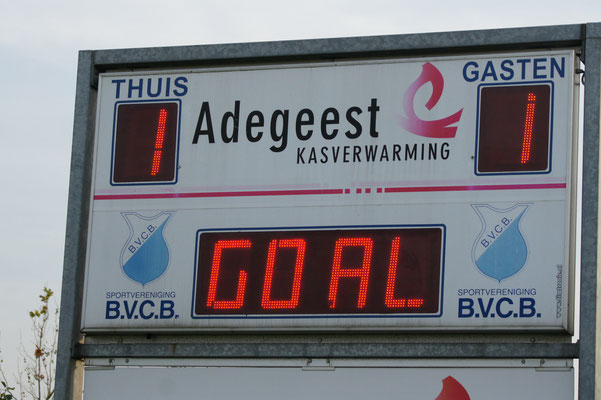 THUIS
GASTEN
1
Adegeest
1
KASVERWARMING
B.V.C.B.
GOAL
B.V.C.B.
SPORTVERENIGING
B.V.C.B.
SPORTVERENIGING
B.V.C.B.